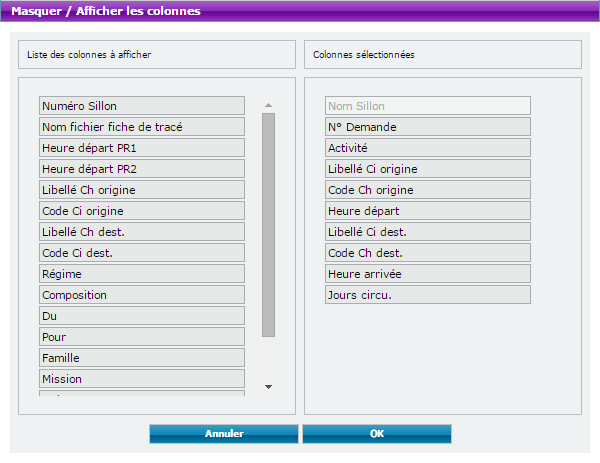 Masquer / Afficher les colonnes
Liste des colonnes à afficher
Colonnes sélectionnées
Numéro Sillon
Nom fichier fiche de tracé
Heure départ PR1
Heure départ PR2
Libellé Ch origine
Code Ci origine
Libellé Ch dest.
Code Ci dest.
Régime
Composition
Du
Pour
Famille
Mission
Nom Sillon
N° Demande
Activité
Libellé Ci origine
Code Ch origine
Heure départ
Libellé Ci dest.
Code Ch dest.
Heure arrivée
Jours circu.
Annuler
OK